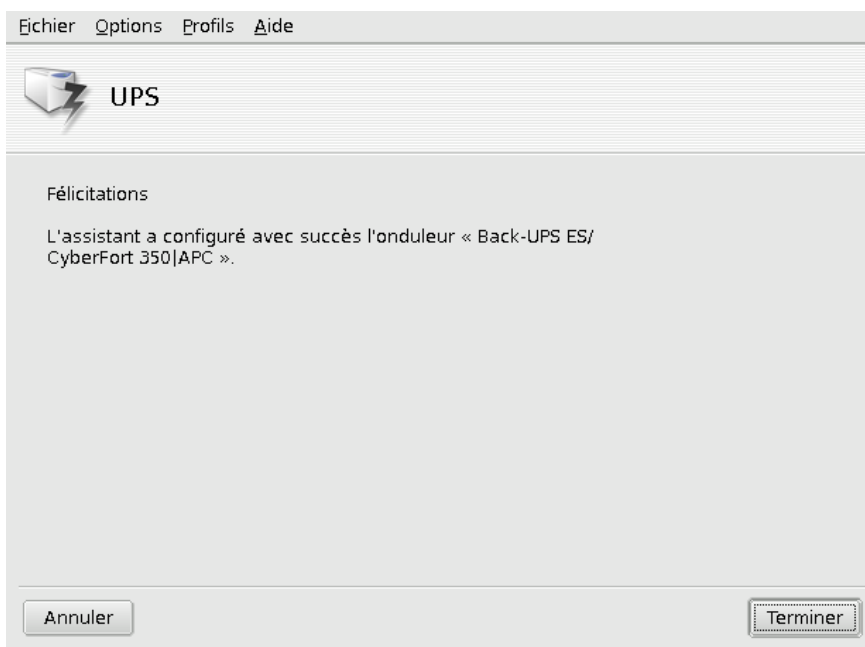 Fichier Options Profils Aide
UPS
Félicitations
L'assistant a configuré avec succès l'onduleur « Back-UPS ES/
CyberFort 350|APC ».
Annuler Terminer